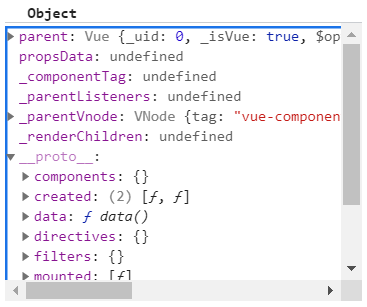 Object
parent: Vue {_uid: 0, _isVue: true, $op
propsData: undefined
_componentTag: undefined
_parentListeners: undefined
_parentVnode: VNode {tag: "vue-componen
_renderChildren: undefined
__proto__:
components: {}
created: (2) [ƒ, ƒ]
data: ƒ data()
directives: {}
filters: {}
mounted: [ƒ]